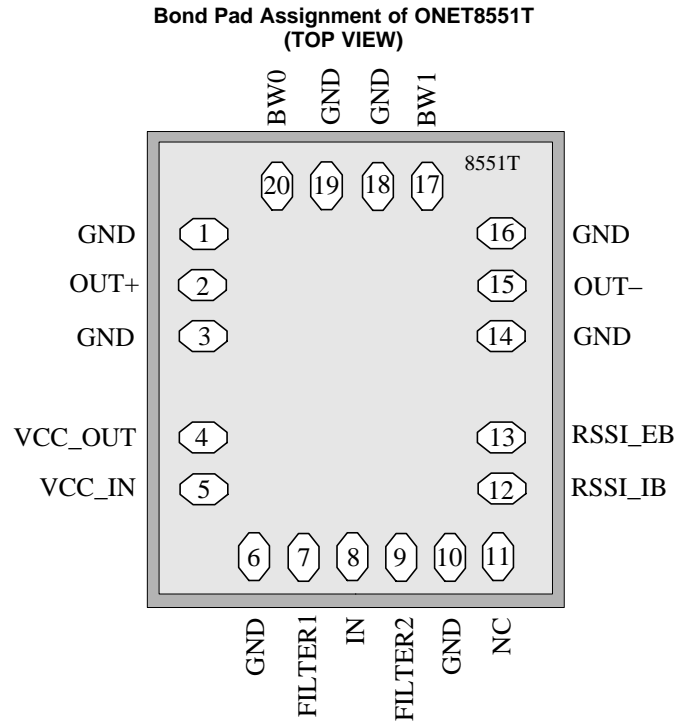 Bond Pad Assignment of ONET8551T
(TOP VIEW)
BW0
GND
GND
BW1
8551T
20
19
18
17
GND
1
16
GND
OUT+
2
15
OUT−
GND
3
14
GND
VCC_OUT
4
13
RSSI_EB
VCC_IN
5
12
RSSI_IB
6
7
8
9
10
11
GND
FILTER1
IN
FILTER2
GND
NC